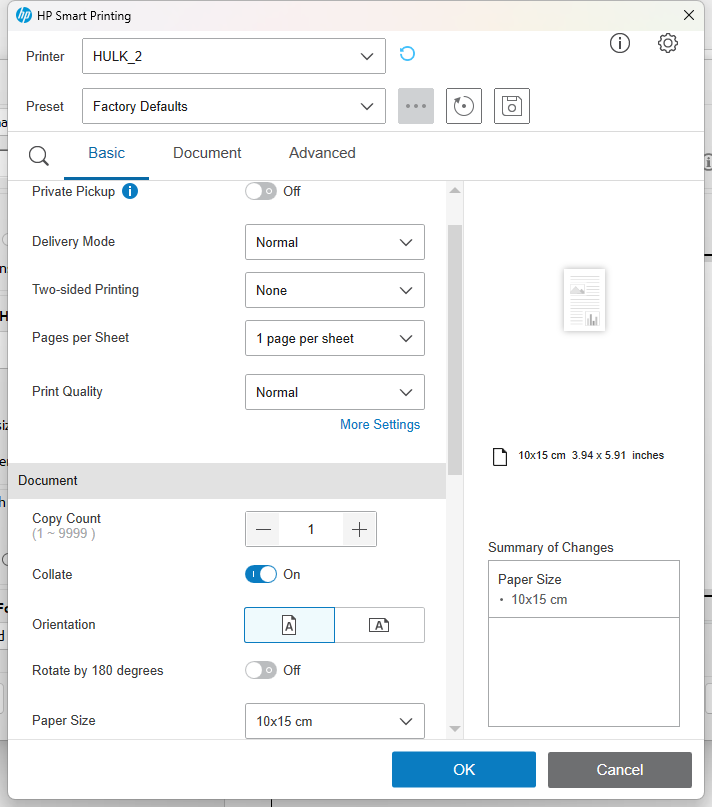 HP Smart Printing
Printer HULK_2
Preset Factory Defaults
Basic Document Advanced
Private Pickup Off
Delivery Mode Normal
Two-sided Printing None
Pages per Sheet 1 page per sheet
Print Quality Normal
More Settings
10x15 cm 3.94 x 5.91 inches
Document
Copy Count
(1 ~ 9999 )
1
Collate On
Orientation
Rotate by 180 degrees Off
Paper Size 10x15 cm
Summary of Changes
Paper Size
• 10x15 cm
OK Cancel